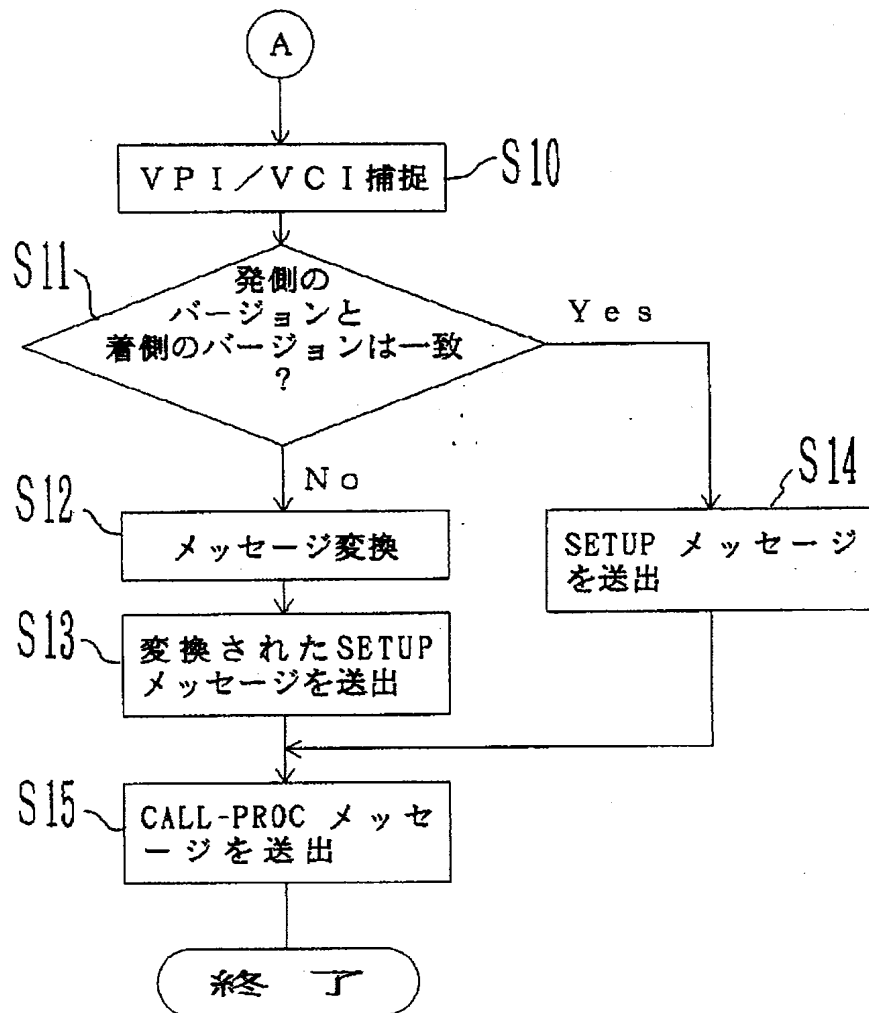 A
VPI/VCI捕捉
S10
S11
発側の
バージョンと
着側のバージョンは一致
?
Yes
No
S12
メッセージ変換
S14
SETUP メッセージ
を送出
S13
変換されたSETUP
メッセージを送出
S15
CALL-PROC メッセ
ージを送出
終 了